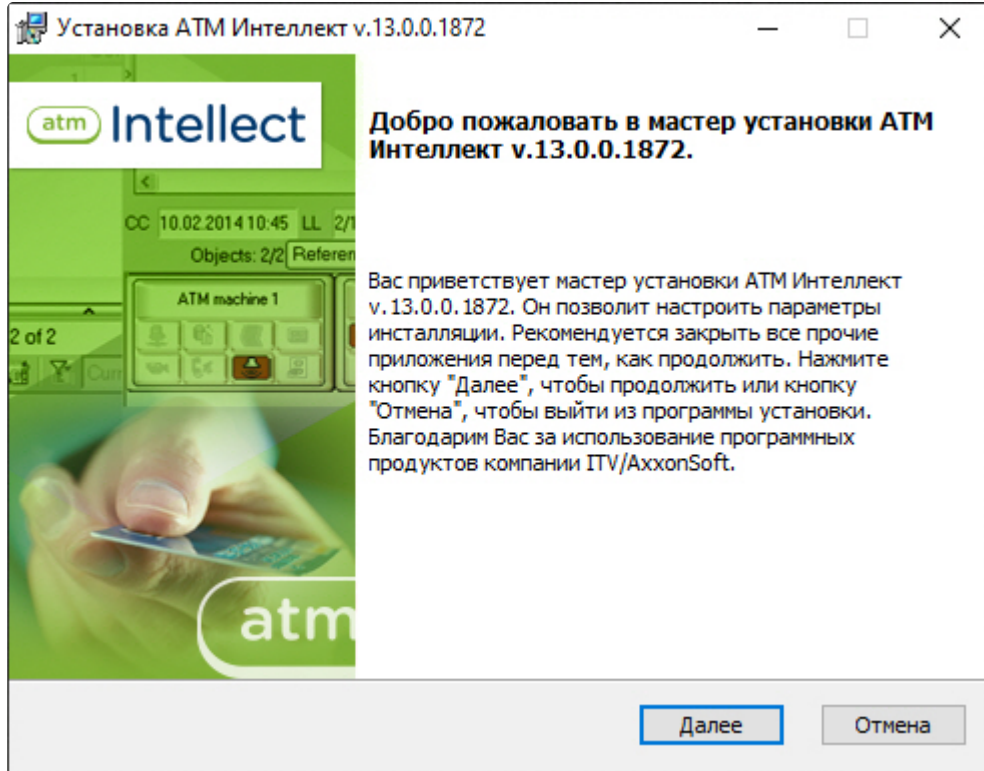 Установка АТМ Интеллект v.13.0.0.1872
atm Intellect
Добро пожаловать в мастер установки АТМ
Интеллект v.13.0.0.1872.
CC 10.02.2014 10:45 LL 2/1
Objects: 2/2 Referen
ATM machine 1
2 of 2
Curr
Вас приветствует мастер установки АТМ Интеллект
v.13.0.0.1872. Он позволит настроить параметры
инсталляции. Рекомендуется закрыть все прочие
приложения перед тем, как продолжить. Нажмите
кнопку "Далее", чтобы продолжить или кнопку
"Отмена", чтобы выйти из программы установки.
Благодарим Вас за использование программных
продуктов компании ITV/AxxonSoft.
atm
Далее
Отмена